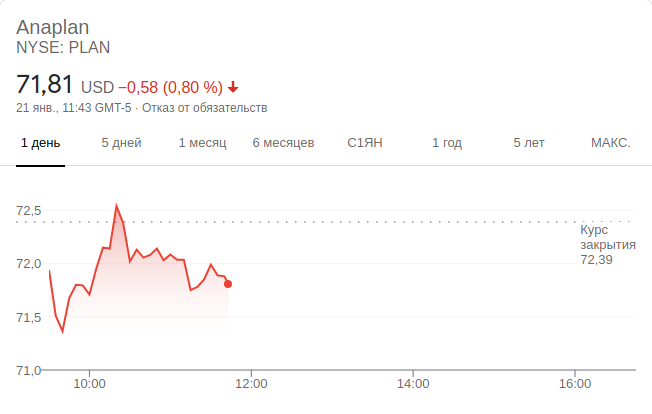 Anaplan
NYSE: PLAN
71,81 USD −0,58 (0,80 %)
21 янв., 11:43 GMT-5 · Отказ от обязательств
1 день 5 дней 1 месяц 6 месяцев С1ЯН 1 год 5 лет МАКС.
72,5
Курс
закрытия
72,39
72,0
71,5
71,0
10:00 12:00 14:00 16:00